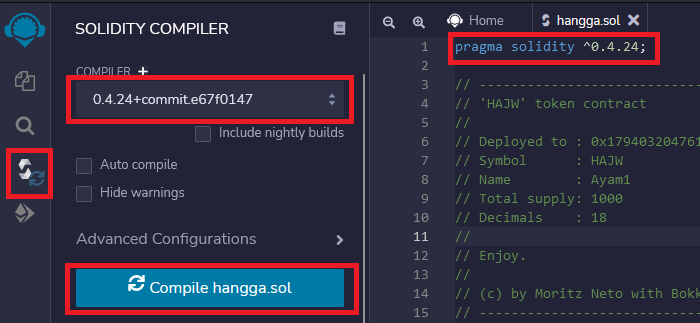 SOLIDITY COMPILER
COMPILER +
0.4.24+commit.e67f0147
Include nightly builds
Auto compile
Hide warnings
Advanced Configurations
Compile hangga.sol
Home
hangga.sol
1 pragma solidity ^0.4.24;
2
3 // -------------------------------
4 // 'HAJW' token contract
5 //
6 // Deployed to : 0x179403204761
7 // Symbol      : HAJW
8 // Name        : Ayam1
9 // Total supply: 1000
10 // Decimals    : 18
11 //
12 // Enjoy.
13 //
14 // (c) by Moritz Neto with Bokk
15 // -------------------------------